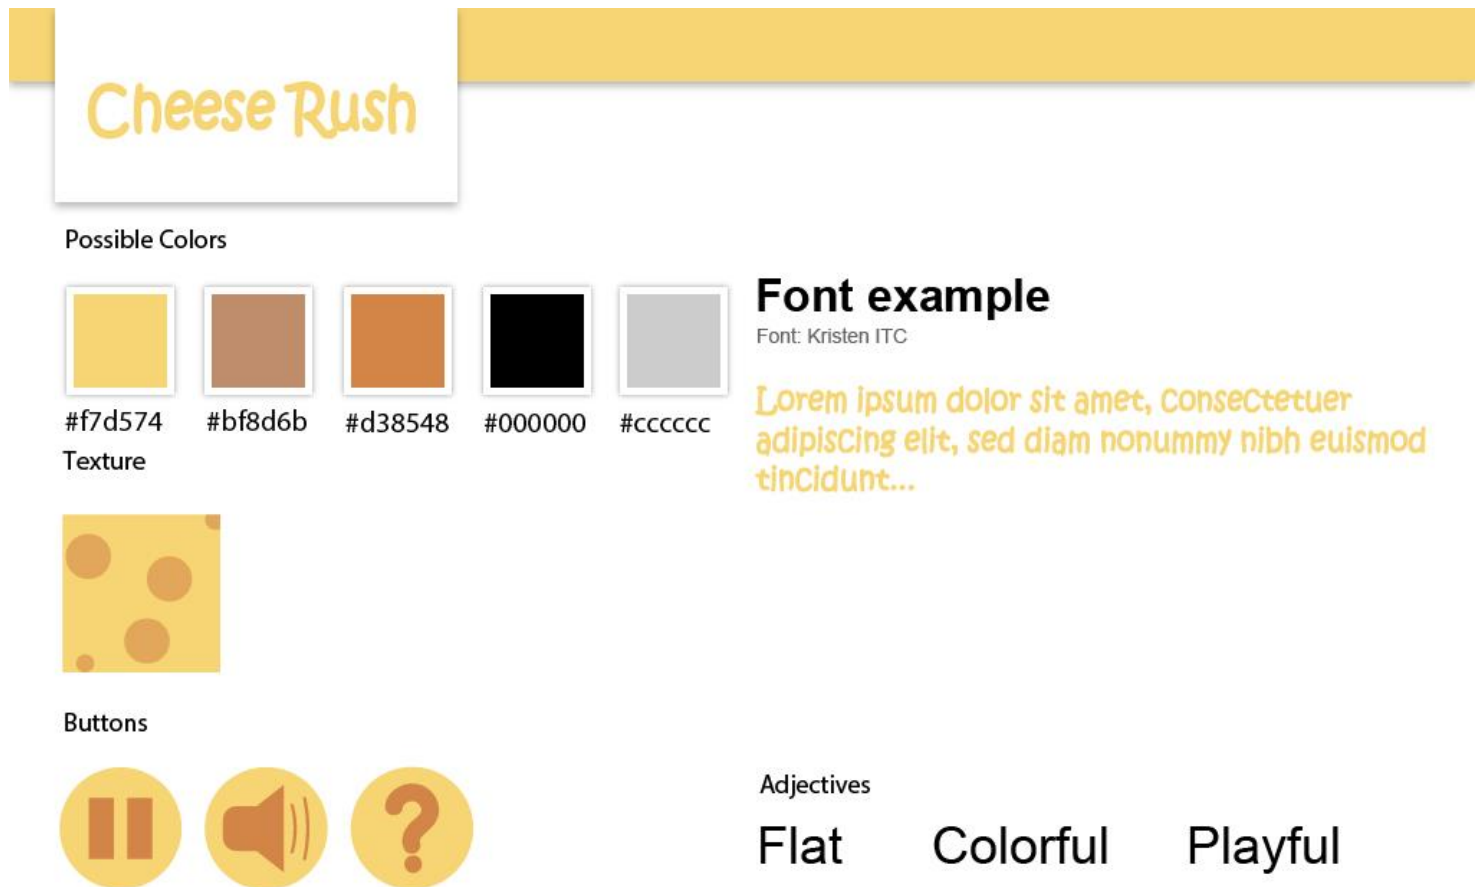 Cheese Rush
Possible Colors
#f7d574
#bf8d6b
#d38548
#000000
#cccccc
Font example
Font: Kristen ITC
Lorem ipsum dolor sit amet, consectetuer
adipiscing elit, sed diam nonummy nibh euismod
tincidunt...
Texture
Buttons
?
Adjectives
Flat Colorful Playful